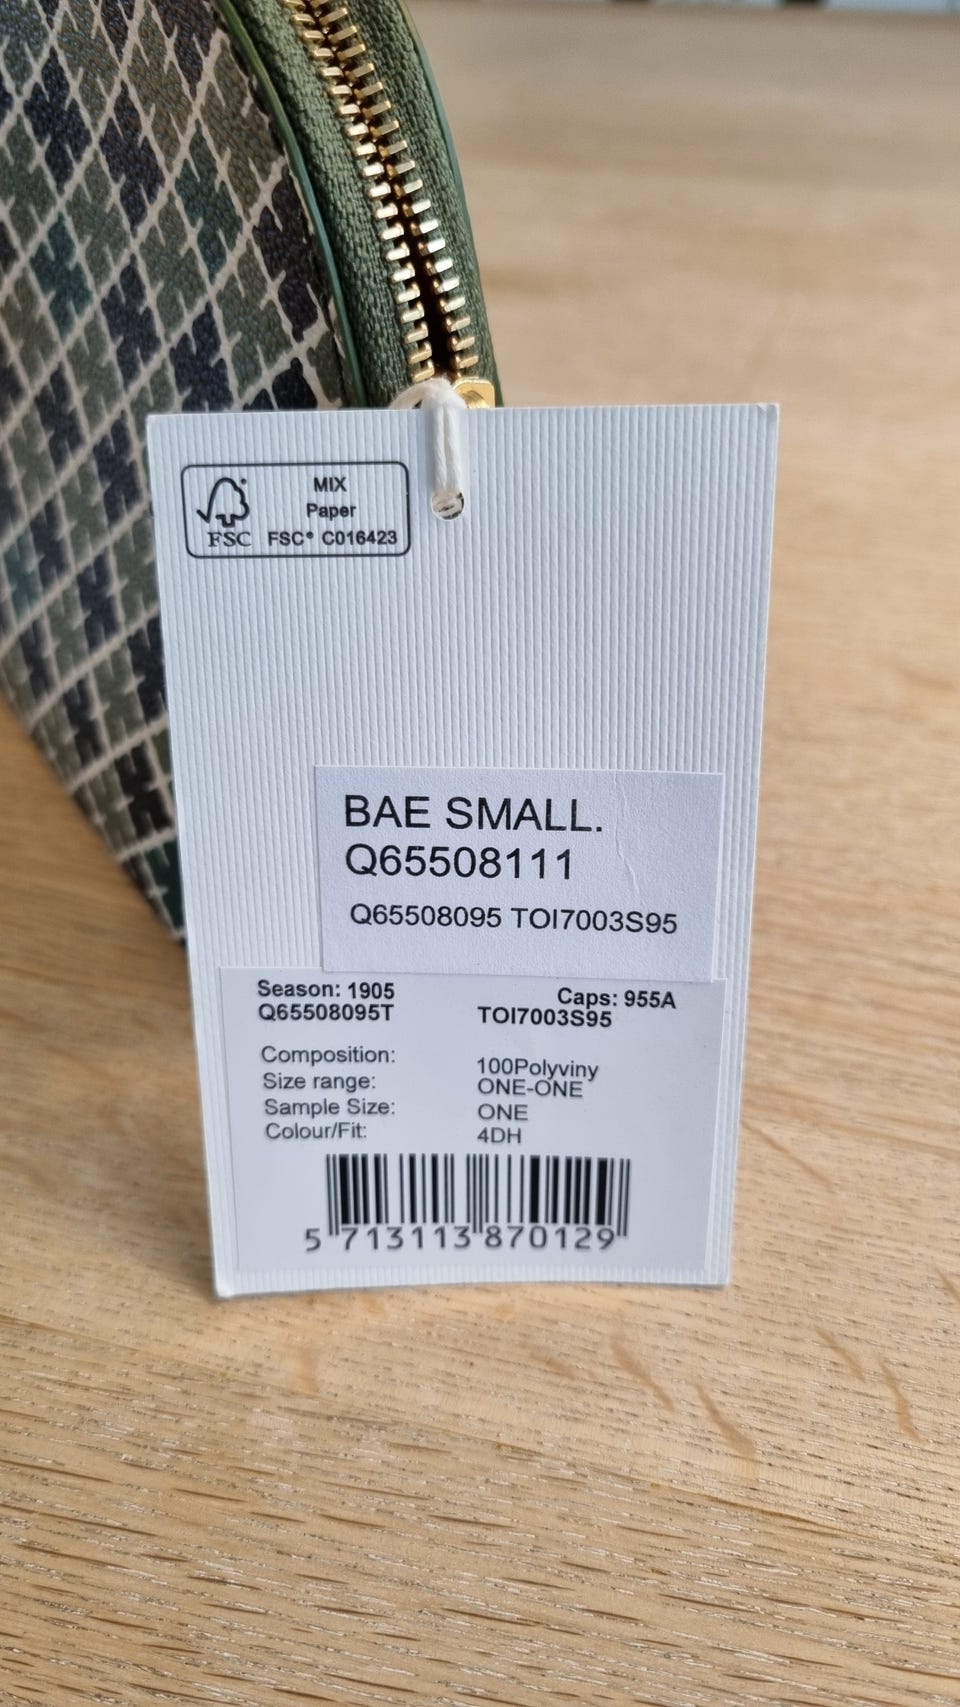 MIX
Paper
FSC FSC® C016423
BAE SMALL.
Q65508111
Q65508095 TOI7003S95
Season: 1905 Caps: 955A
Q65508095T TOI7003S95
Composition: 100Polyviny
Size range: ONE-ONE
Sample Size: ONE
Colour/Fit: 4DH
5 713113 870129